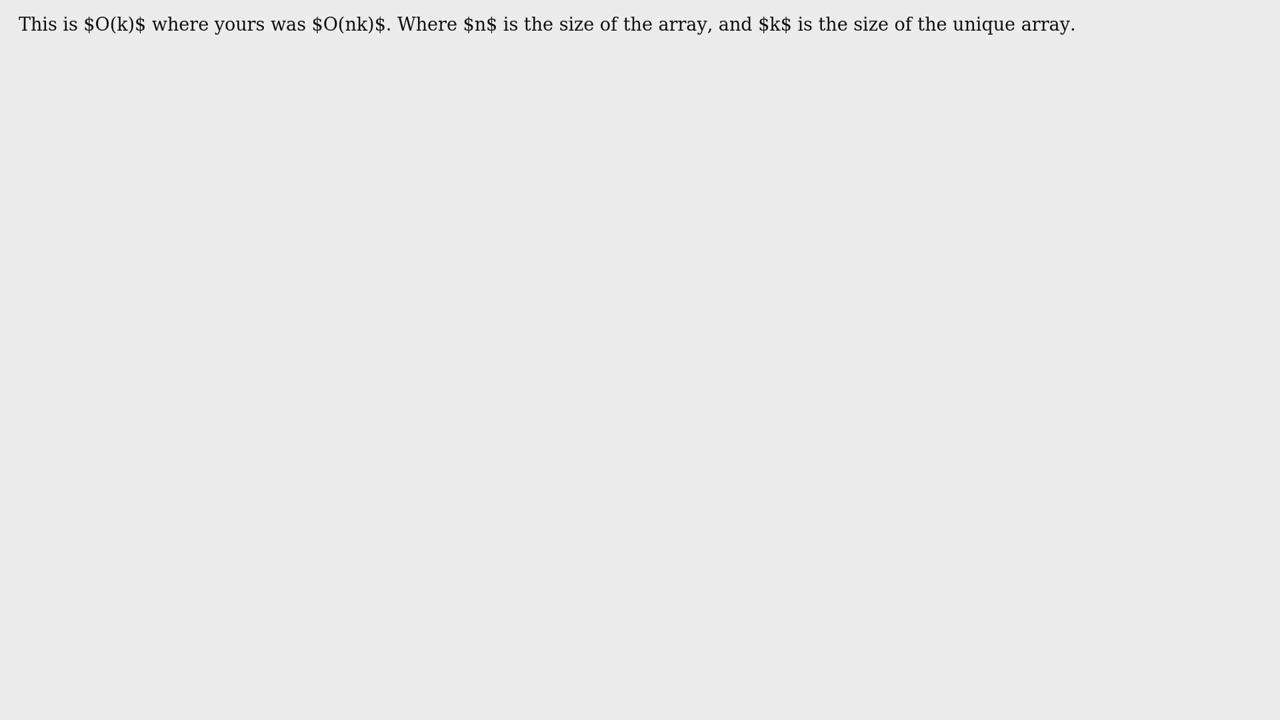 This is $O(k)$ where yours was $O(nk)$. Where $n$ is the size of the array, and $k$ is the size of the unique array.